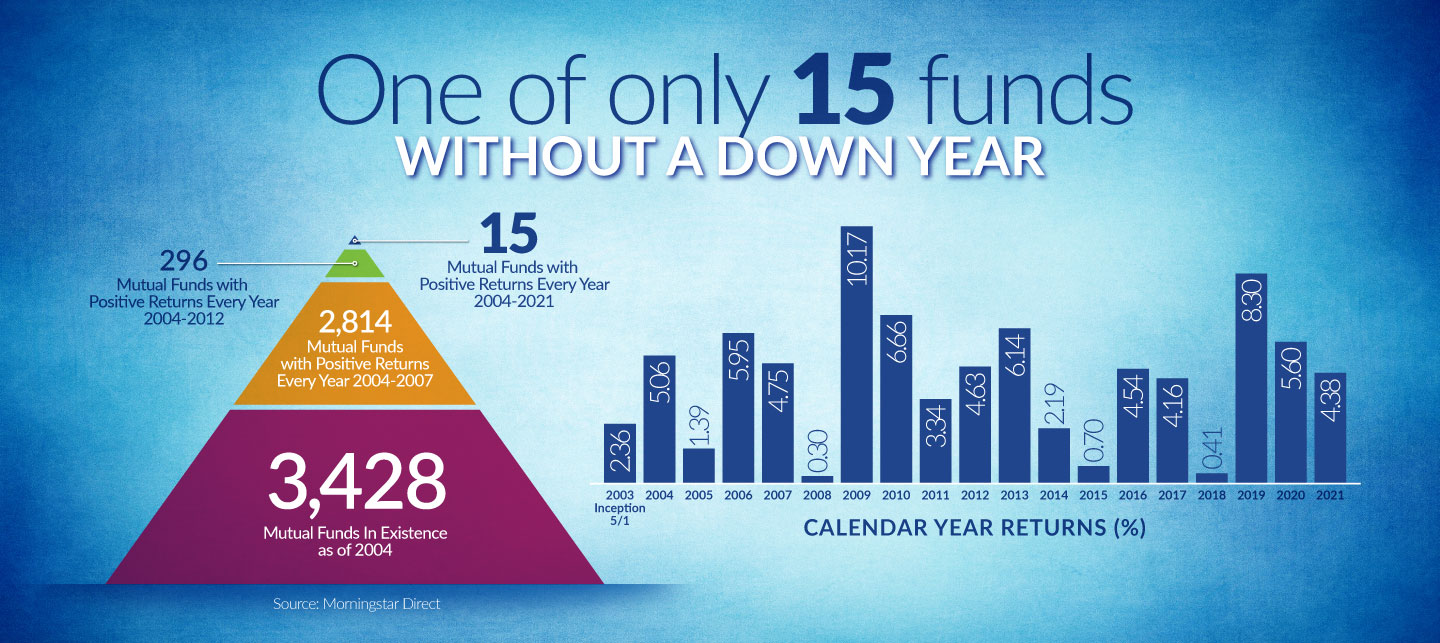 One of only 15 funds
WITHOUT A DOWN YEAR
296
Mutual Funds with
Positive Returns Every Year
2004-2012
15
Mutual Funds with
Positive Returns Every Year
2004-2021
2,814
Mutual Funds
with Positive Returns
Every Year 2004-2007
3,428
Mutual Funds In Existence
as of 2004
Source: Morningstar Direct
2.36
5.06
1.39
5.95
4.75
0.30
10.17
6.66
3.34
4.63
6.14
2.19
0.70
4.54
4.16
0.41
8.30
5.60
4.38
2003 2004 2005 2006 2007 2008 2009 2010 2011 2012 2013 2014 2015 2016 2017 2018 2019 2020 2021
Inception
5/1
CALENDAR YEAR RETURNS (%)